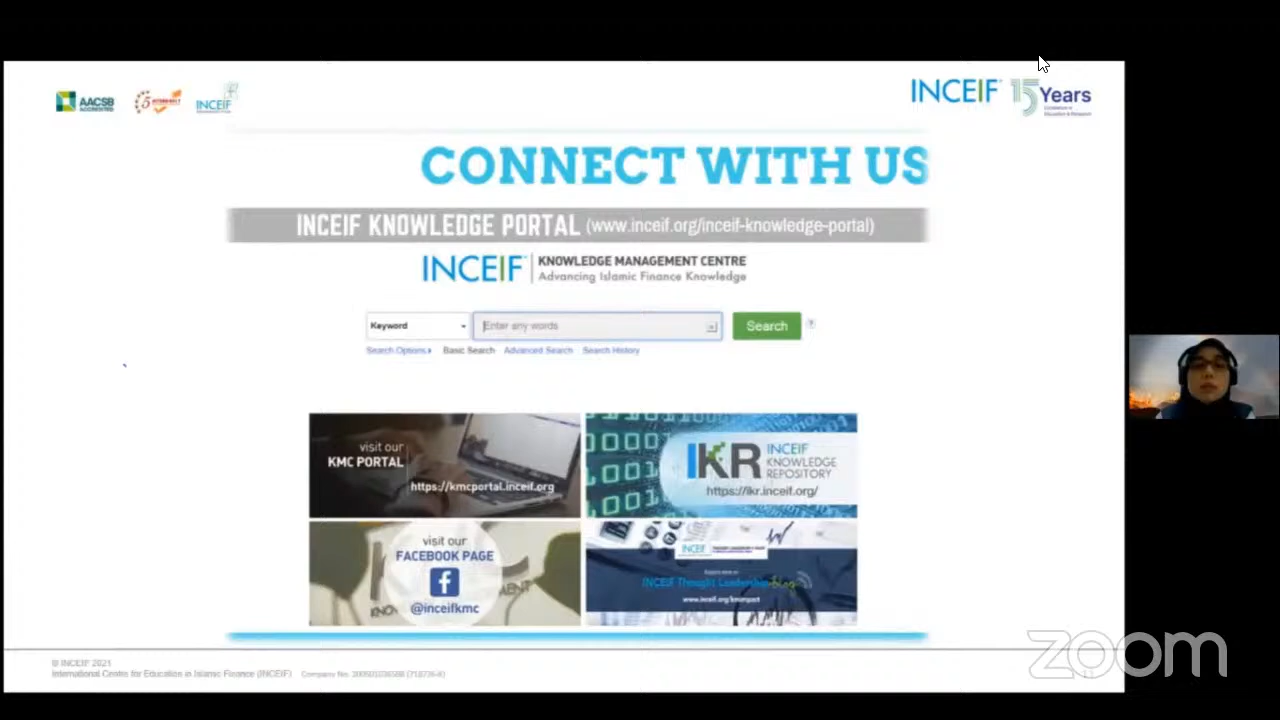 AACSB
ACCREDITED
INCEIF
INCEIF
15 Years
CONNECT WITH US
INCEIF KNOWLEDGE PORTAL (www.inceif.org/inceif-knowledge-portal)
INCEIF KNOWLEDGE MANAGEMENT CENTRE
Advancing Islamic Finance Knowledge
Keyword
Enter any words
Search
?
Search Options
Basic Search
Advanced Search
Search History
visit our
KMC PORTAL
https://kmcportal.inceif.org
IKR INCEIF
KNOWLEDGE
REPOSITORY
https://ikr.inceif.org/
visit our
FACEBOOK PAGE
f
@inceifkmc
INCEIF
INCEIF Thought Leadership blog
© INCEIF 2021
International Centre for Education in Islamic Finance (INCEIF)
zoom